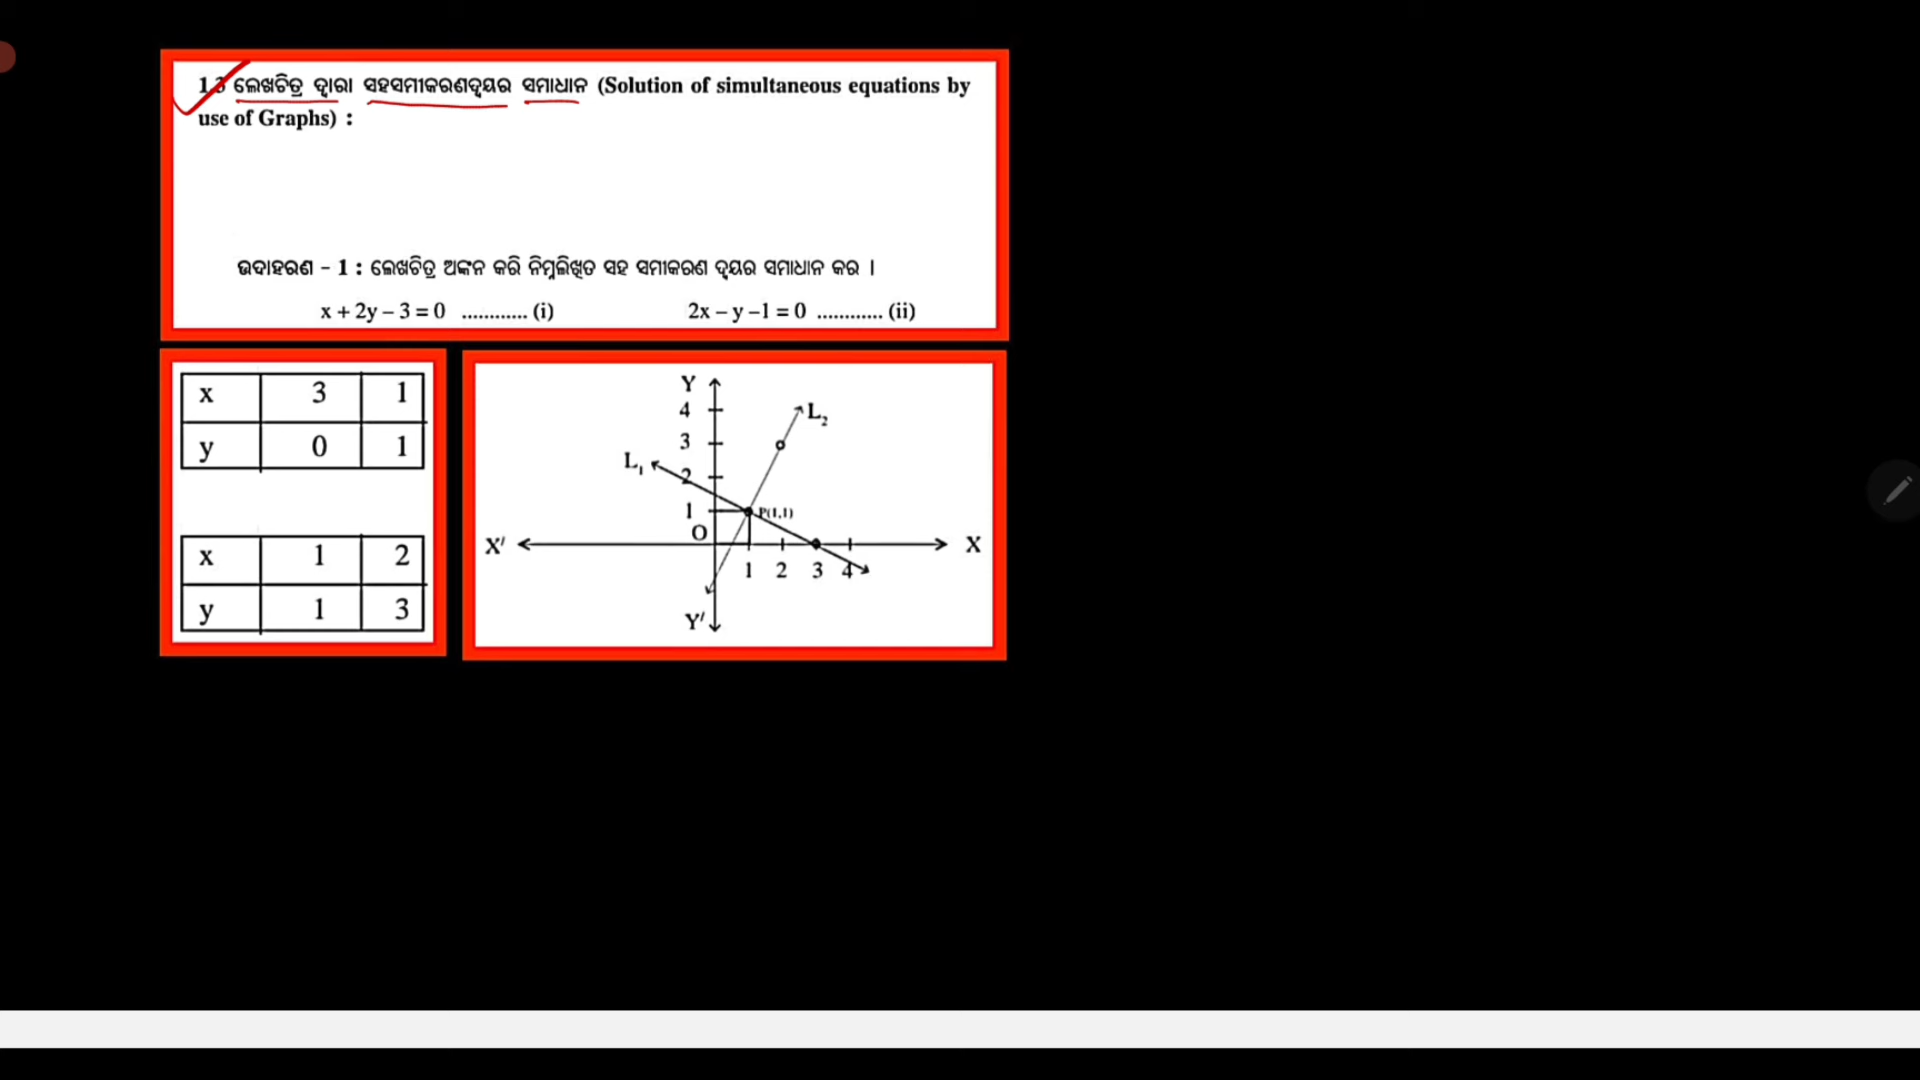 1.3 ଲେଖଚିତ୍ର ଦ୍ୱାରା ସହସମୀକରଣଦ୍ୱୟର ସମାଧାନ (Solution of simultaneous equations by
use of Graphs) :
ଉଦାହରଣ - 1 : ଲେଖଚିତ୍ର ଅଙ୍କନ କରି ନିମ୍ନଲିଖିତ ସହ ସମୀକରଣ ଦ୍ୱୟର ସମାଧାନ କର ।
x + 2y – 3 = 0 ............ (i) 2x – y –1 = 0 ............ (ii)
x 3 1
y 0 1
x 1 2
y 1 3
Y
4
L₂
3
L₁
2
1
P(1,1)
O
X′ X
1 2 3 4
Y′